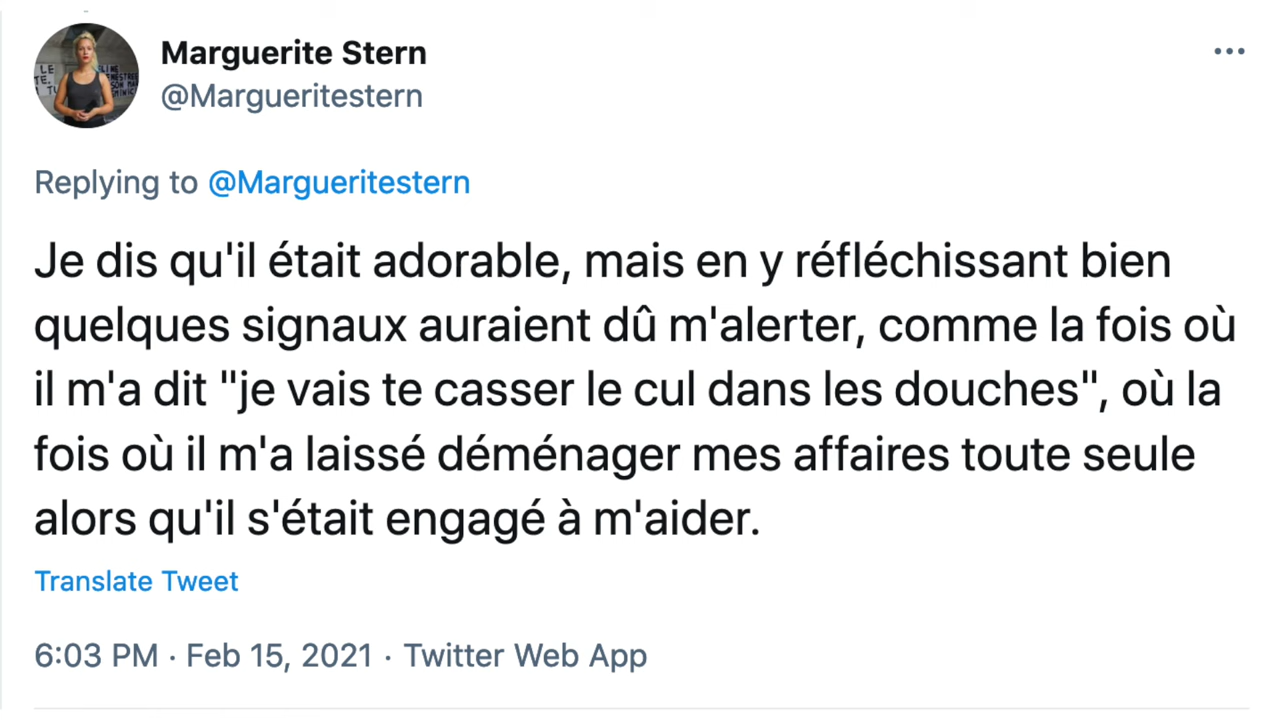 Marguerite Stern
@Margueritestern
Replying to @Margueritestern
Je dis qu'il était adorable, mais en y réfléchissant bien
quelques signaux auraient dû m'alerter, comme la fois où
il m'a dit "je vais te casser le cul dans les douches", où la
fois où il m'a laissé déménager mes affaires toute seule
alors qu'il s'était engagé à m'aider.
Translate Tweet
6:03 PM · Feb 15, 2021 · Twitter Web App